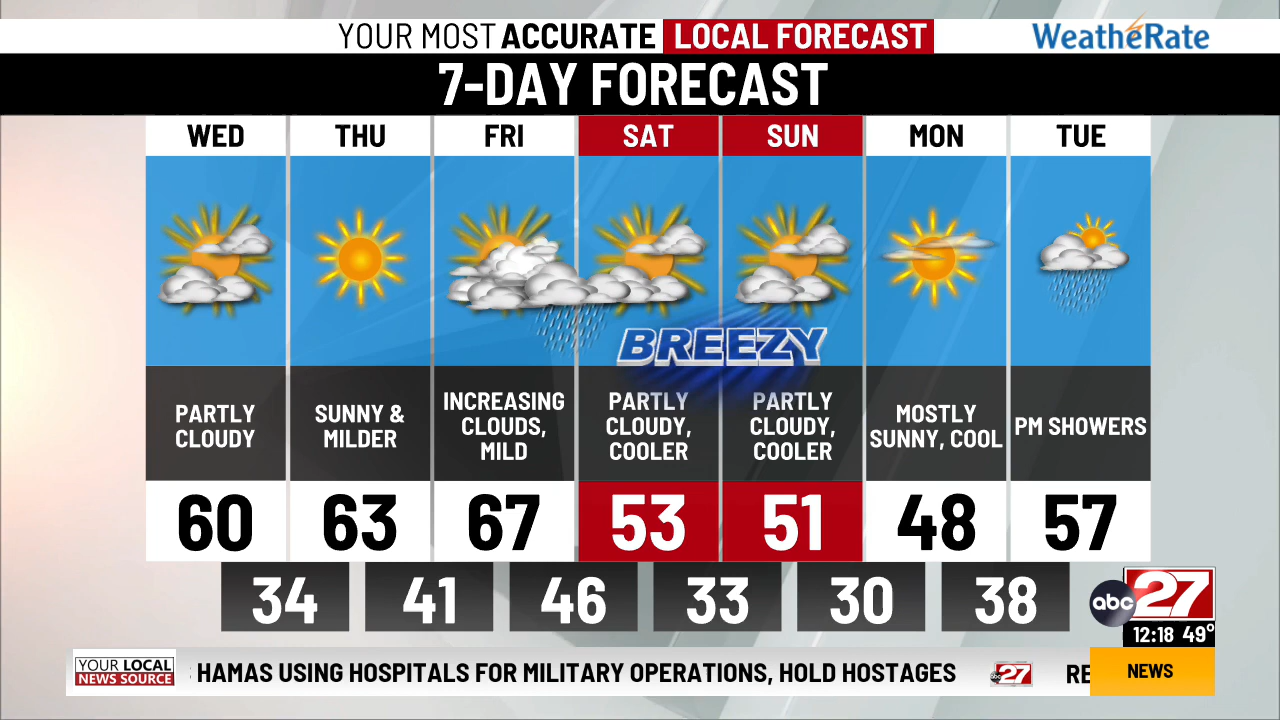 YOUR MOST ACCURATE LOCAL FORECAST
WeatheRate
7-DAY FORECAST
WED THU FRI SAT SUN MON TUE
BREEZY
PARTLY
CLOUDY
SUNNY &
MILDER
INCREASING
CLOUDS,
MILD
PARTLY
CLOUDY,
COOLER
PARTLY
CLOUDY,
COOLER
MOSTLY
SUNNY, COOL
PM SHOWERS
60 63 67 53 51 48 57
34 41 46 33 30 38
abc 27
12:18 49°
YOUR LOCAL
NEWS SOURCE
HAMAS USING HOSPITALS FOR MILITARY OPERATIONS, HOLD HOSTAGES abc 27 RE
NEWS